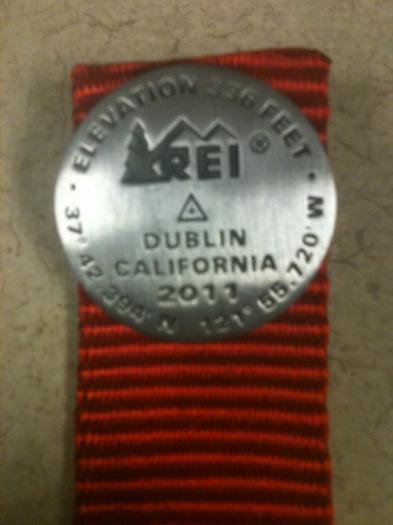 ELEVATION 336 FEET
REI ®
DUBLIN
CALIFORNIA
2011
37° 42.394' N 121° 55.720' W